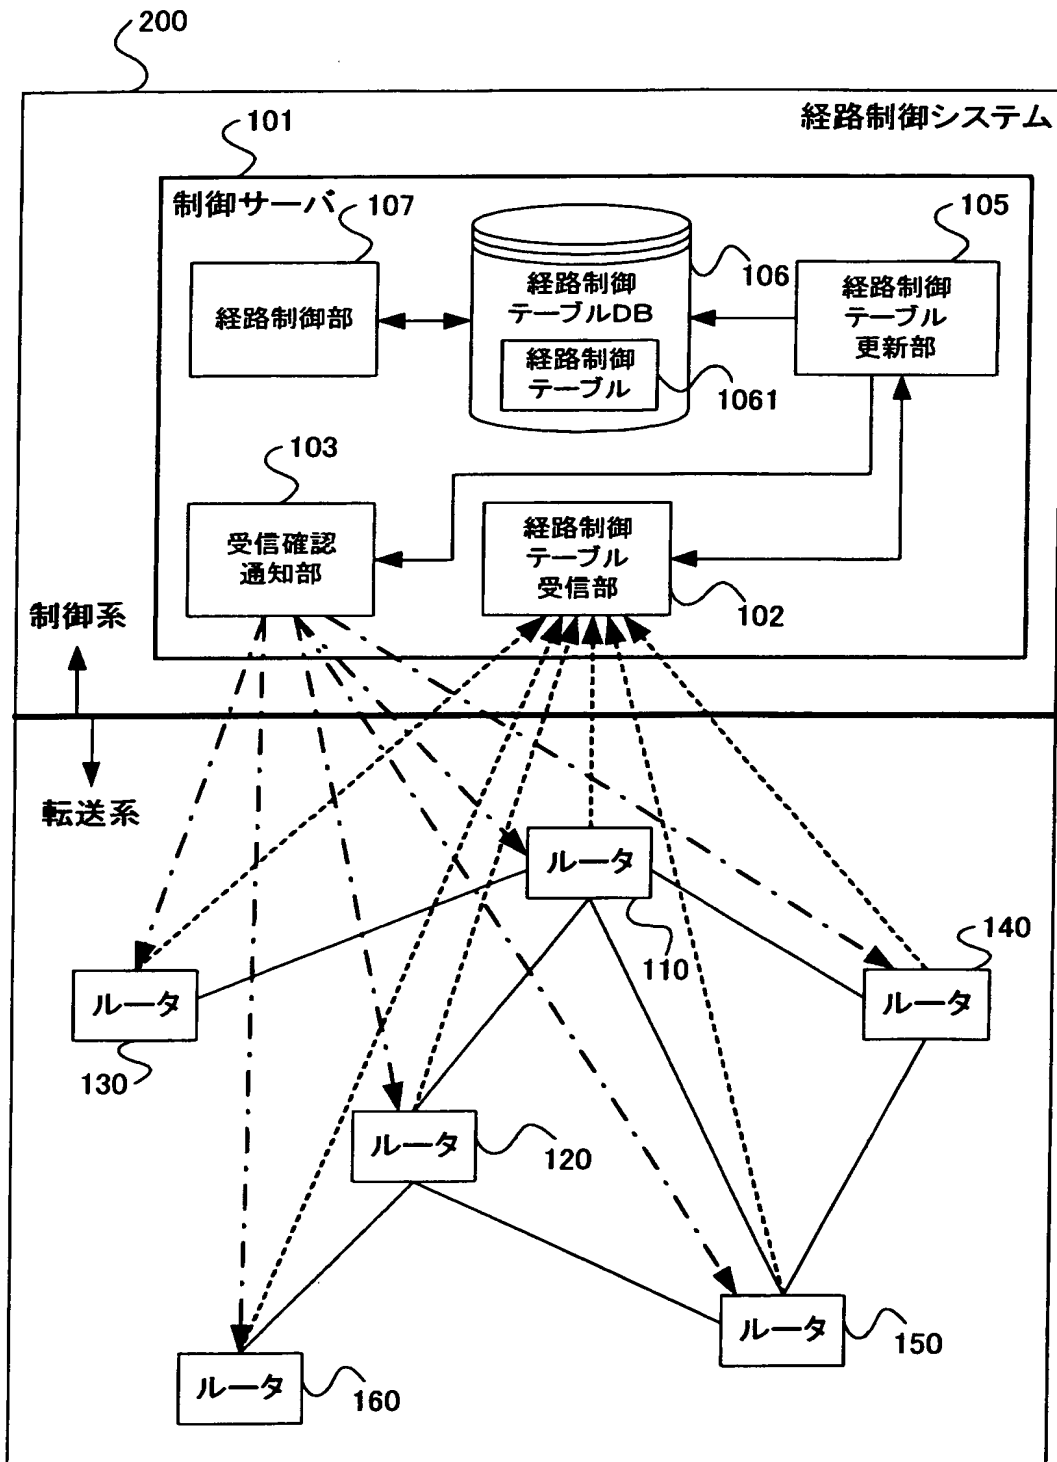 200
経路制御システム
101
制御サーバ
107
105
経路制御部
経路制御
テーブルDB
106
経路制御
テーブル
更新部
経路制御
テーブル
1061
103
受信確認
通知部
経路制御
テーブル
受信部
102
制御系
転送系
ルータ
110
140
ルータ
130
ルータ
ルータ
120
ルータ
150
ルータ
160